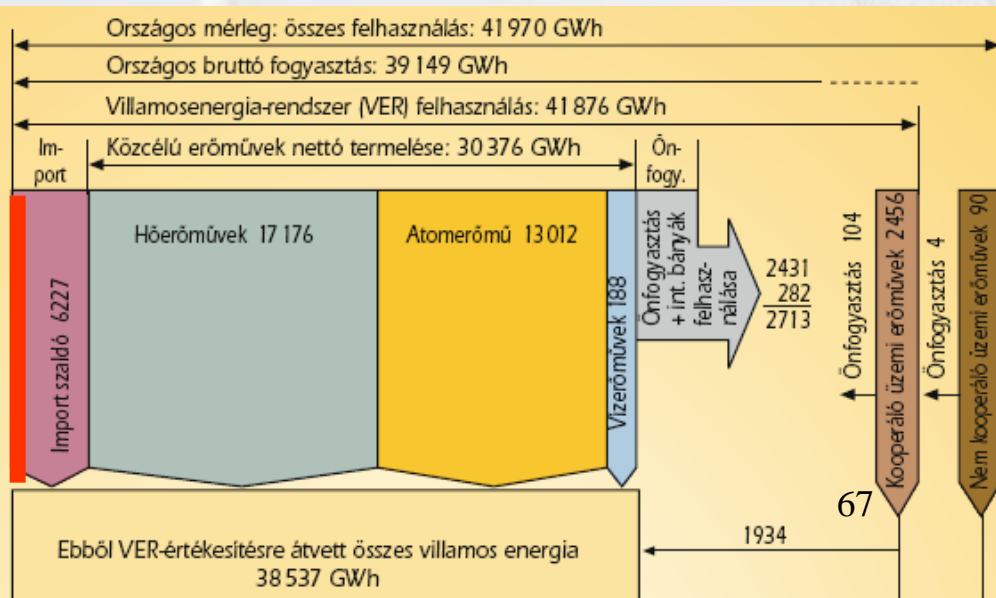 Országos mérleg: összes felhasználás: 41 970 GWh
Országos bruttó fogyasztás: 39 149 GWh
Villamosenergia-rendszer (VER) felhasználás: 41 876 GWh
Im-
port
Közcélú erőművek nettó termelése: 30 376 GWh
Ön-
fogy.
Import szaldó 6227
Hőerőművek 17 176
Atomerőmű 13 012
Vizerőművek 188
Önfogyasztás
+ int. bányák
felhasz-
nálása
2431
282
2713
Önfogyasztás 104
Kooperáló üzemi erőművek 2456
Önfogyasztás 4
Nem kooperáló üzemi erőművek 90
67
1934
Ebből VER-értékesítésre átvett összes villamos energia
38 537 GWh